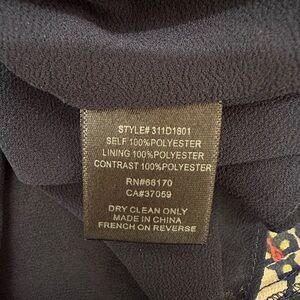 STYLE# 311D1801
SELF 100%POLYESTER
LINING 100%POLYESTER
CONTRAST 100%POLYESTER
RN#66170
CA#37059
DRY CLEAN ONLY
MADE IN CHINA
FRENCH ON REVERSE